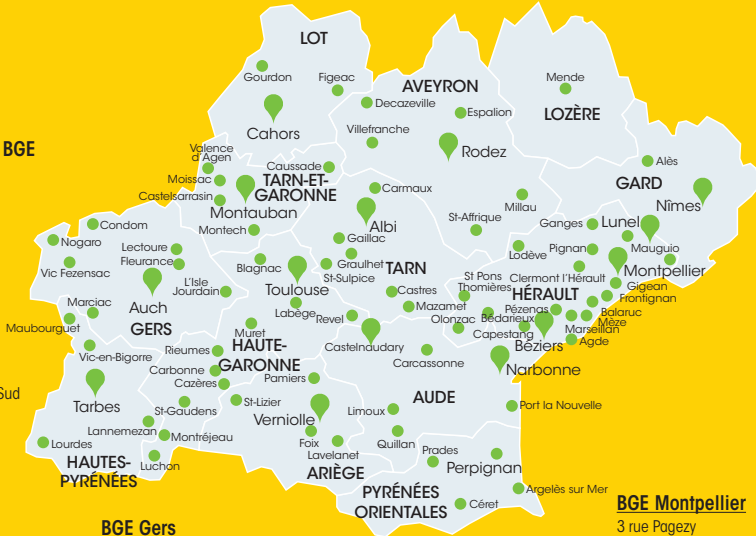 LOT
Gourdon
Figeac
Cahors
AVEYRON
Decazeville
Espalion
Villefranche
Rodez
Mende
LOZÈRE
BGE
Valence
d'Agen
Moissac
Castelsarrasin
Caussade
TARN-ET-
GARONNE
Montauban
Montech
Carmaux
Albi
Gaillac
Graulhet
St-Sulpice
TARN
Castres
Mazamet
Millau
St-Affrique
Alès
GARD
Nîmes
Ganges
Lunel
Mauguio
Lodève
Pignan
Montpellier
Clermont l'Hérault
Gigean
Frontignan
St Pons
Thomières
HÉRAULT
Pézenas
Balaruc
Mèze
Bédarieux
Marseillan
Olonzac
Capestang
Agde
Béziers
Condom
Nogaro
Lectoure
Fleurance
Vic Fezensac
L'Isle
Jourdain
Marciac
Auch
Maubourguet
GERS
Blagnac
Toulouse
Labège
Revel
Muret
Castelnaudary
Vic-en-Bigorre
Rieumes
HAUTE-
GARONNE
Carbonne
Cazères
Carcassonne
Narbonne
Sud
Tarbes
St-Gaudens
St-Lizier
Pamiers
Verniolle
Limoux
AUDE
Port la Nouvelle
Lannemezan
Lourdes
Montréjeau
Foix
Lavelanet
Quillan
HAUTES-
PYRÉNÉES
Luchon
ARIÈGE
Prades
Perpignan
PYRÉNÉES
ORIENTALES
Céret
Argelès sur Mer
BGE Gers
BGE Montpellier
3 rue Pagezy